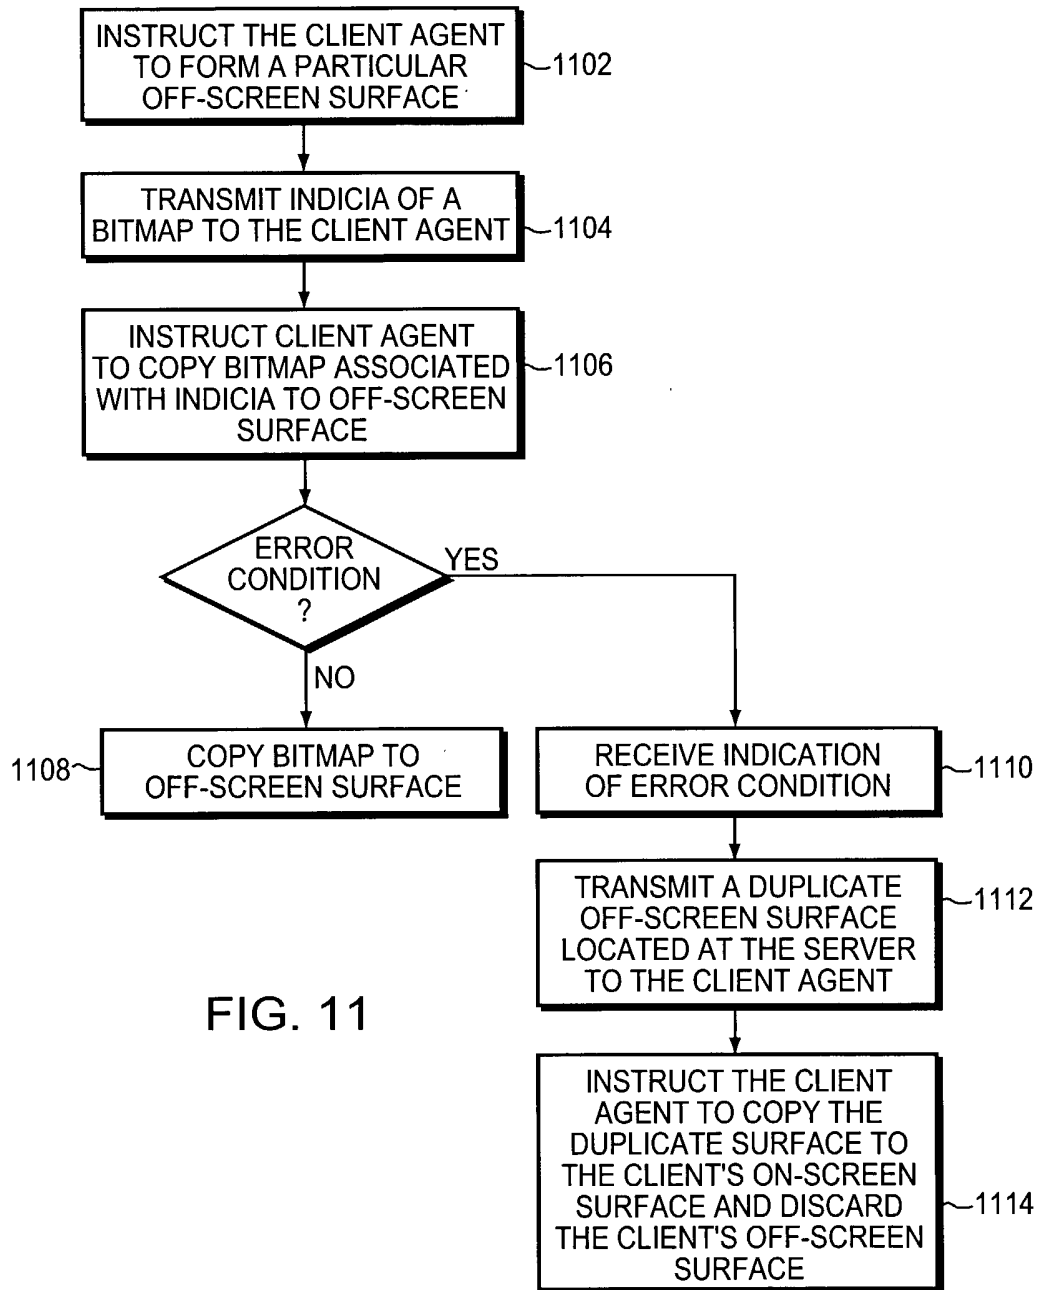 INSTRUCT THE CLIENT AGENT
TO FORM A PARTICULAR
OFF-SCREEN SURFACE
1102
TRANSMIT INDICIA OF A
BITMAP TO THE CLIENT AGENT
1104
INSTRUCT CLIENT AGENT
TO COPY BITMAP ASSOCIATED
WITH INDICIA TO OFF-SCREEN
SURFACE
1106
ERROR
CONDITION
?
YES
NO
1108
COPY BITMAP TO
OFF-SCREEN SURFACE
RECEIVE INDICATION
OF ERROR CONDITION
1110
TRANSMIT A DUPLICATE
OFF-SCREEN SURFACE
LOCATED AT THE SERVER
TO THE CLIENT AGENT
1112
FIG. 11
INSTRUCT THE CLIENT
AGENT TO COPY THE
DUPLICATE SURFACE TO
THE CLIENT'S ON-SCREEN
SURFACE AND DISCARD
THE CLIENT'S OFF-SCREEN
SURFACE
1114